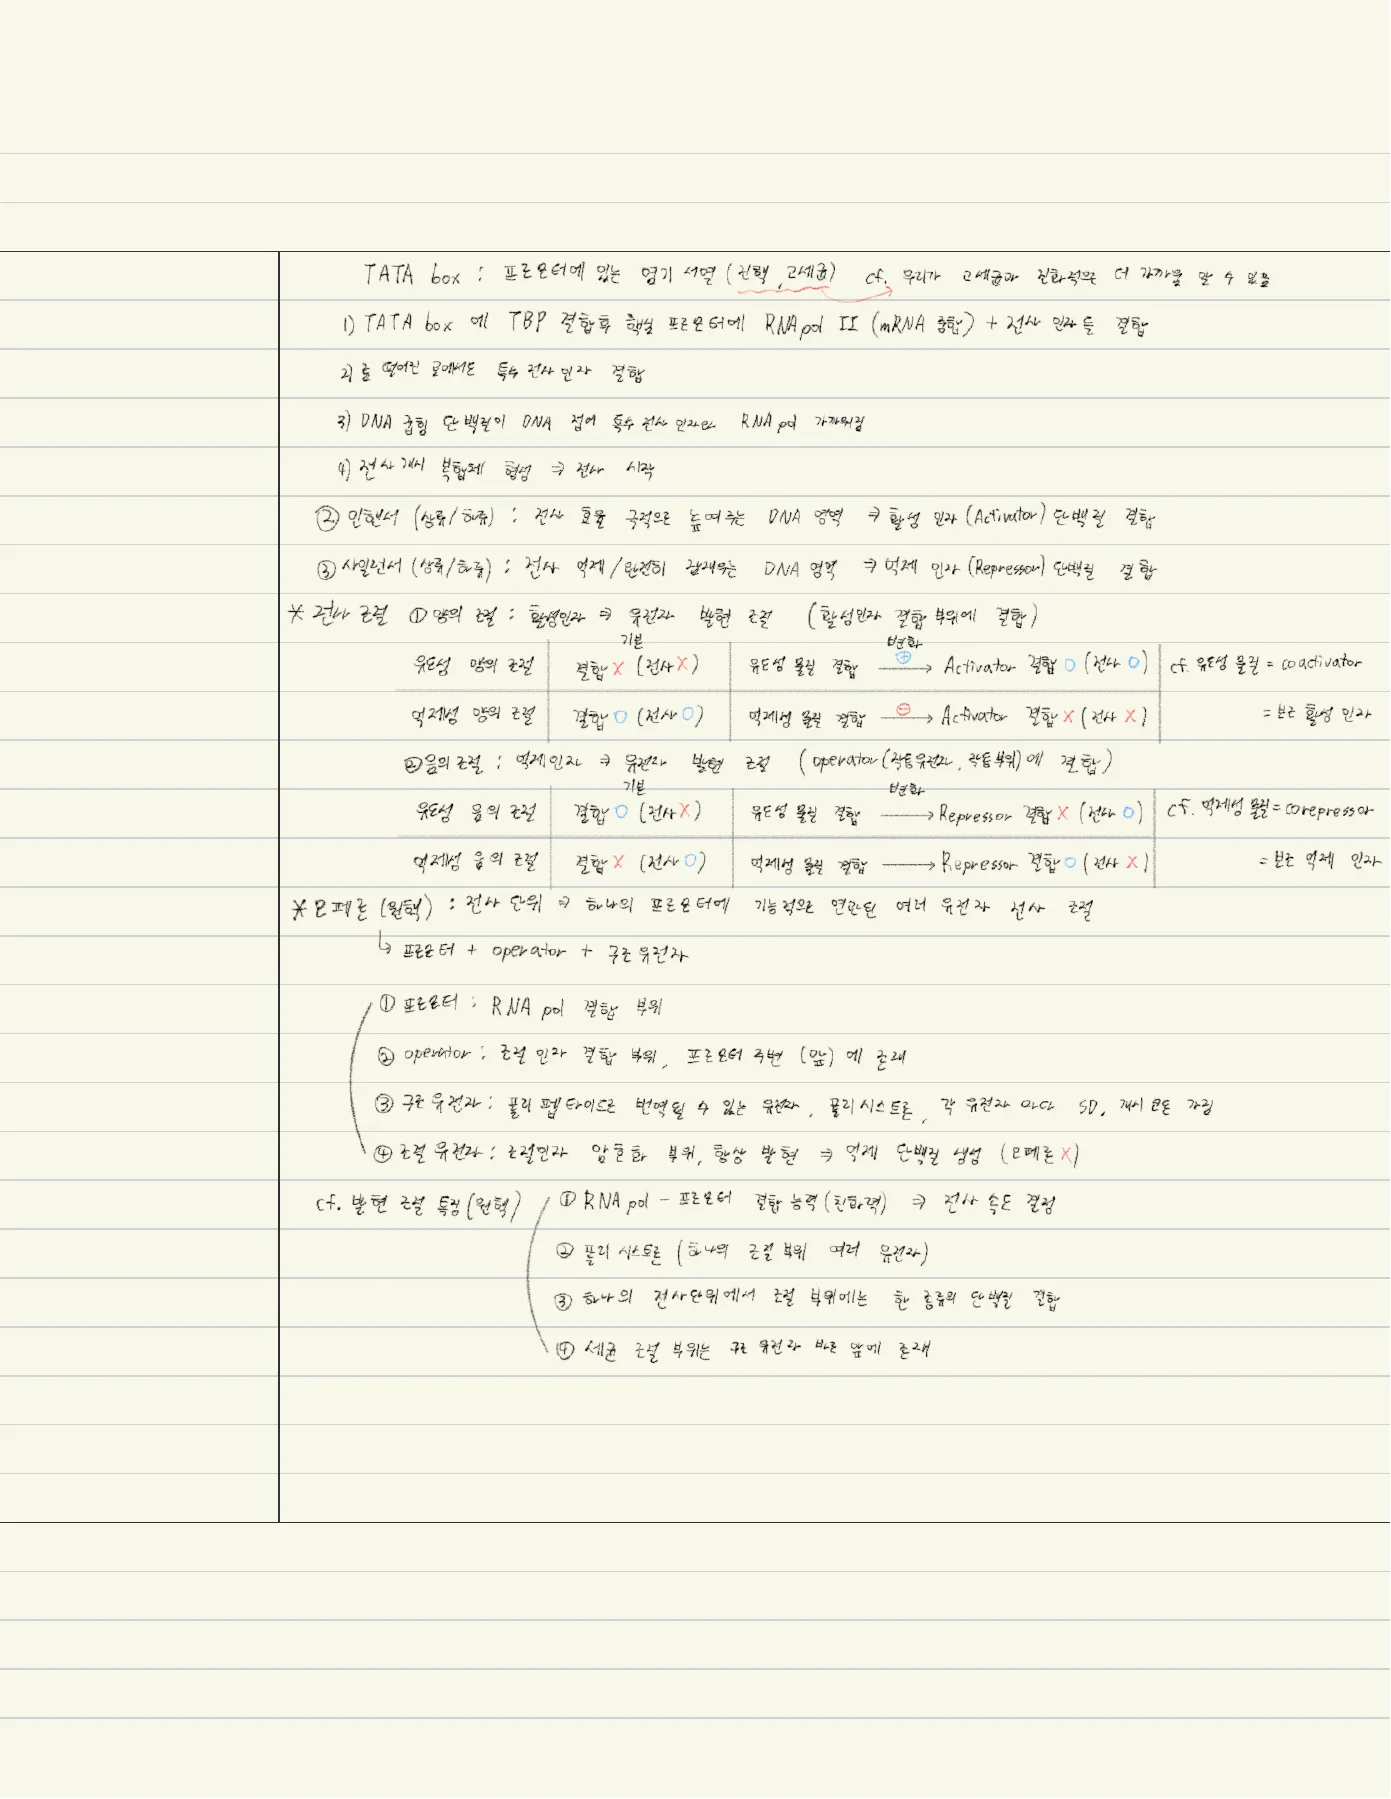 TATA box : 프로모터에 있는 염기 서열 (진핵, 고세균) cf. 우리가 고세균과 진화적으로 더 가까움 알 수 있음
1) TATA box 에 TBP 결합 후 핵심 프로모터에 RNA pol II (mRNA 중합) + 전사 인자 들 결합
2) 좀 떨어진 곳에서도 특수 전사 인자 결합
3) DNA 굽힘 단백질이 DNA 접어 특수 전사 인자와 RNA pol 가까워짐
4) 전사 개시 복합체 형성 ⇒ 전사 시작
② 인핸서 (상류/하류) : 전사 효율 극적으로 높여주는 DNA 영역 ⇒ 활성 인자 (Activator) 단백질 결합
③ 사일런서 (상류/하류) : 전사 억제/완전히 잠재우는 DNA 영역 ⇒ 억제 인자 (Repressor) 단백질 결합
* 전사 조절 ① 양의 조절 : 활성인자 ⇒ 유전자 발현 조절 (활성인자 결합 부위에 결합)
기본 변화
유도성 양의 조절 결합 X (전사 X) 유도성 물질 결합 ⊕→ Activator 결합 O (전사 O) cf. 유도성 물질 = coactivator
억제성 양의 조절 결합 O (전사 O) 억제성 물질 결합 ⊖→ Activator 결합 X (전사 X) = 보조 활성 인자
② 음의 조절 : 억제인자 ⇒ 유전자 발현 조절 (operator (작동유전자, 작동부위)에 결합)
기본 변화
유도성 음의 조절 결합 O (전사 X) 유도성 물질 결합 → Repressor 결합 X (전사 O) cf. 억제성 물질 = corepressor
억제성 음의 조절 결합 X (전사 O) 억제성 물질 결합 → Repressor 결합 O (전사 X) = 보조 억제 인자
* 오페론 (원핵) : 전사 단위 ⇒ 하나의 프로모터에 기능적으로 연관된 여러 유전자 전사 조절
↳ 프로모터 + operator + 구조 유전자
① 프로모터 : RNA pol 결합 부위
② operator : 조절 인자 결합 부위, 프로모터 주변 (앞)에 존재
③ 구조 유전자 : 폴리펩타이드로 번역될 수 있는 유전자, 폴리시스트론, 각 유전자 마다 SD, 개시 코돈 가짐
④ 조절 유전자 : 조절인자 암호화 부위, 항상 발현 ⇒ 억제 단백질 생성 (오페론 X)
cf. 발현 조절 특징 (원핵) ① RNA pol - 프로모터 결합 능력 (친화력) ⇒ 전사 속도 결정
② 폴리 시스트론 (하나의 조절 부위 여러 유전자)
③ 하나의 전사단위에서 조절 부위에는 한 종류의 단백질 결합
④ 세균 조절 부위는 구조 유전자 바로 앞에 존재